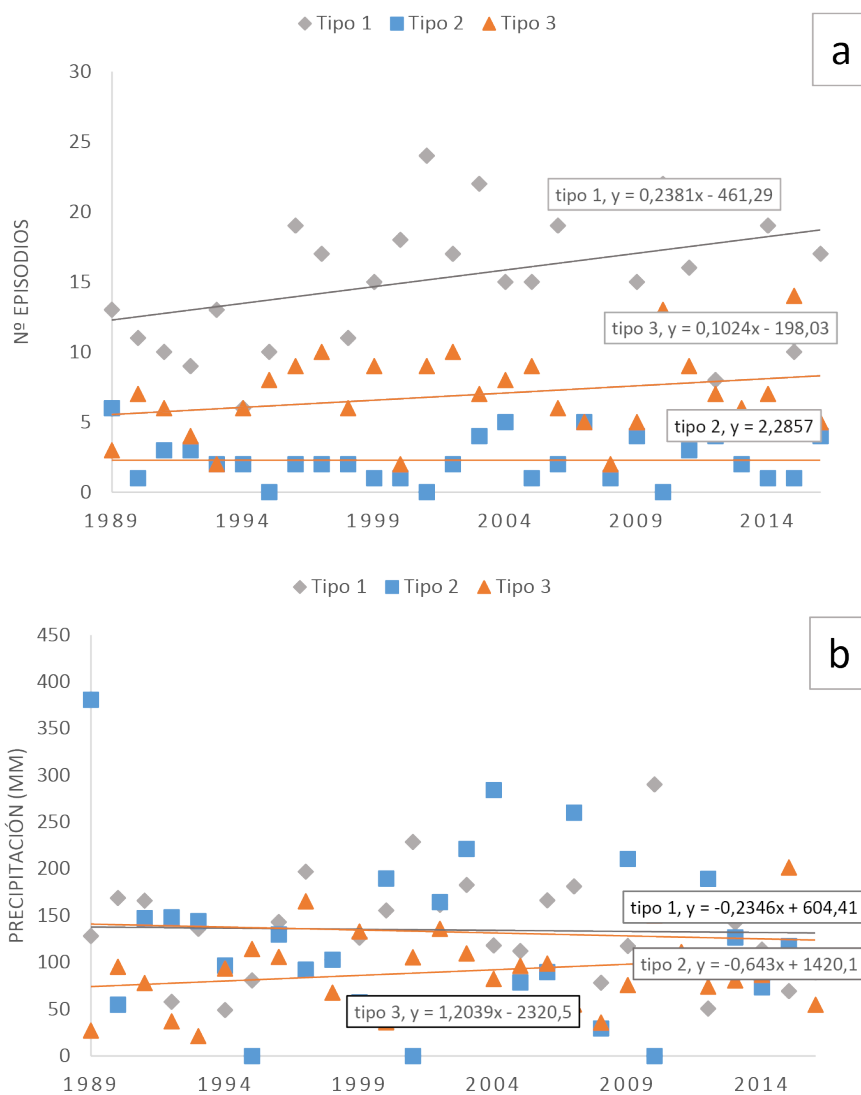 Tipo 1 Tipo 2 Tipo 3
a
30
25
20
15
10
5
0
Nº EPISODIOS
tipo 1, y = 0,2381x - 461,29
tipo 3, y = 0,1024x - 198,03
tipo 2, y = 2,2857
1989 1994 1999 2004 2009 2014
Tipo 1 Tipo 2 Tipo 3
b
450
400
350
300
250
200
150
100
50
0
PRECIPITACIÓN (MM)
tipo 1, y = -0,2346x + 604,41
tipo 2, y = -0,643x + 1420,1
tipo 3, y = 1,2039x - 2320,5
1989 1994 1999 2004 2009 2014